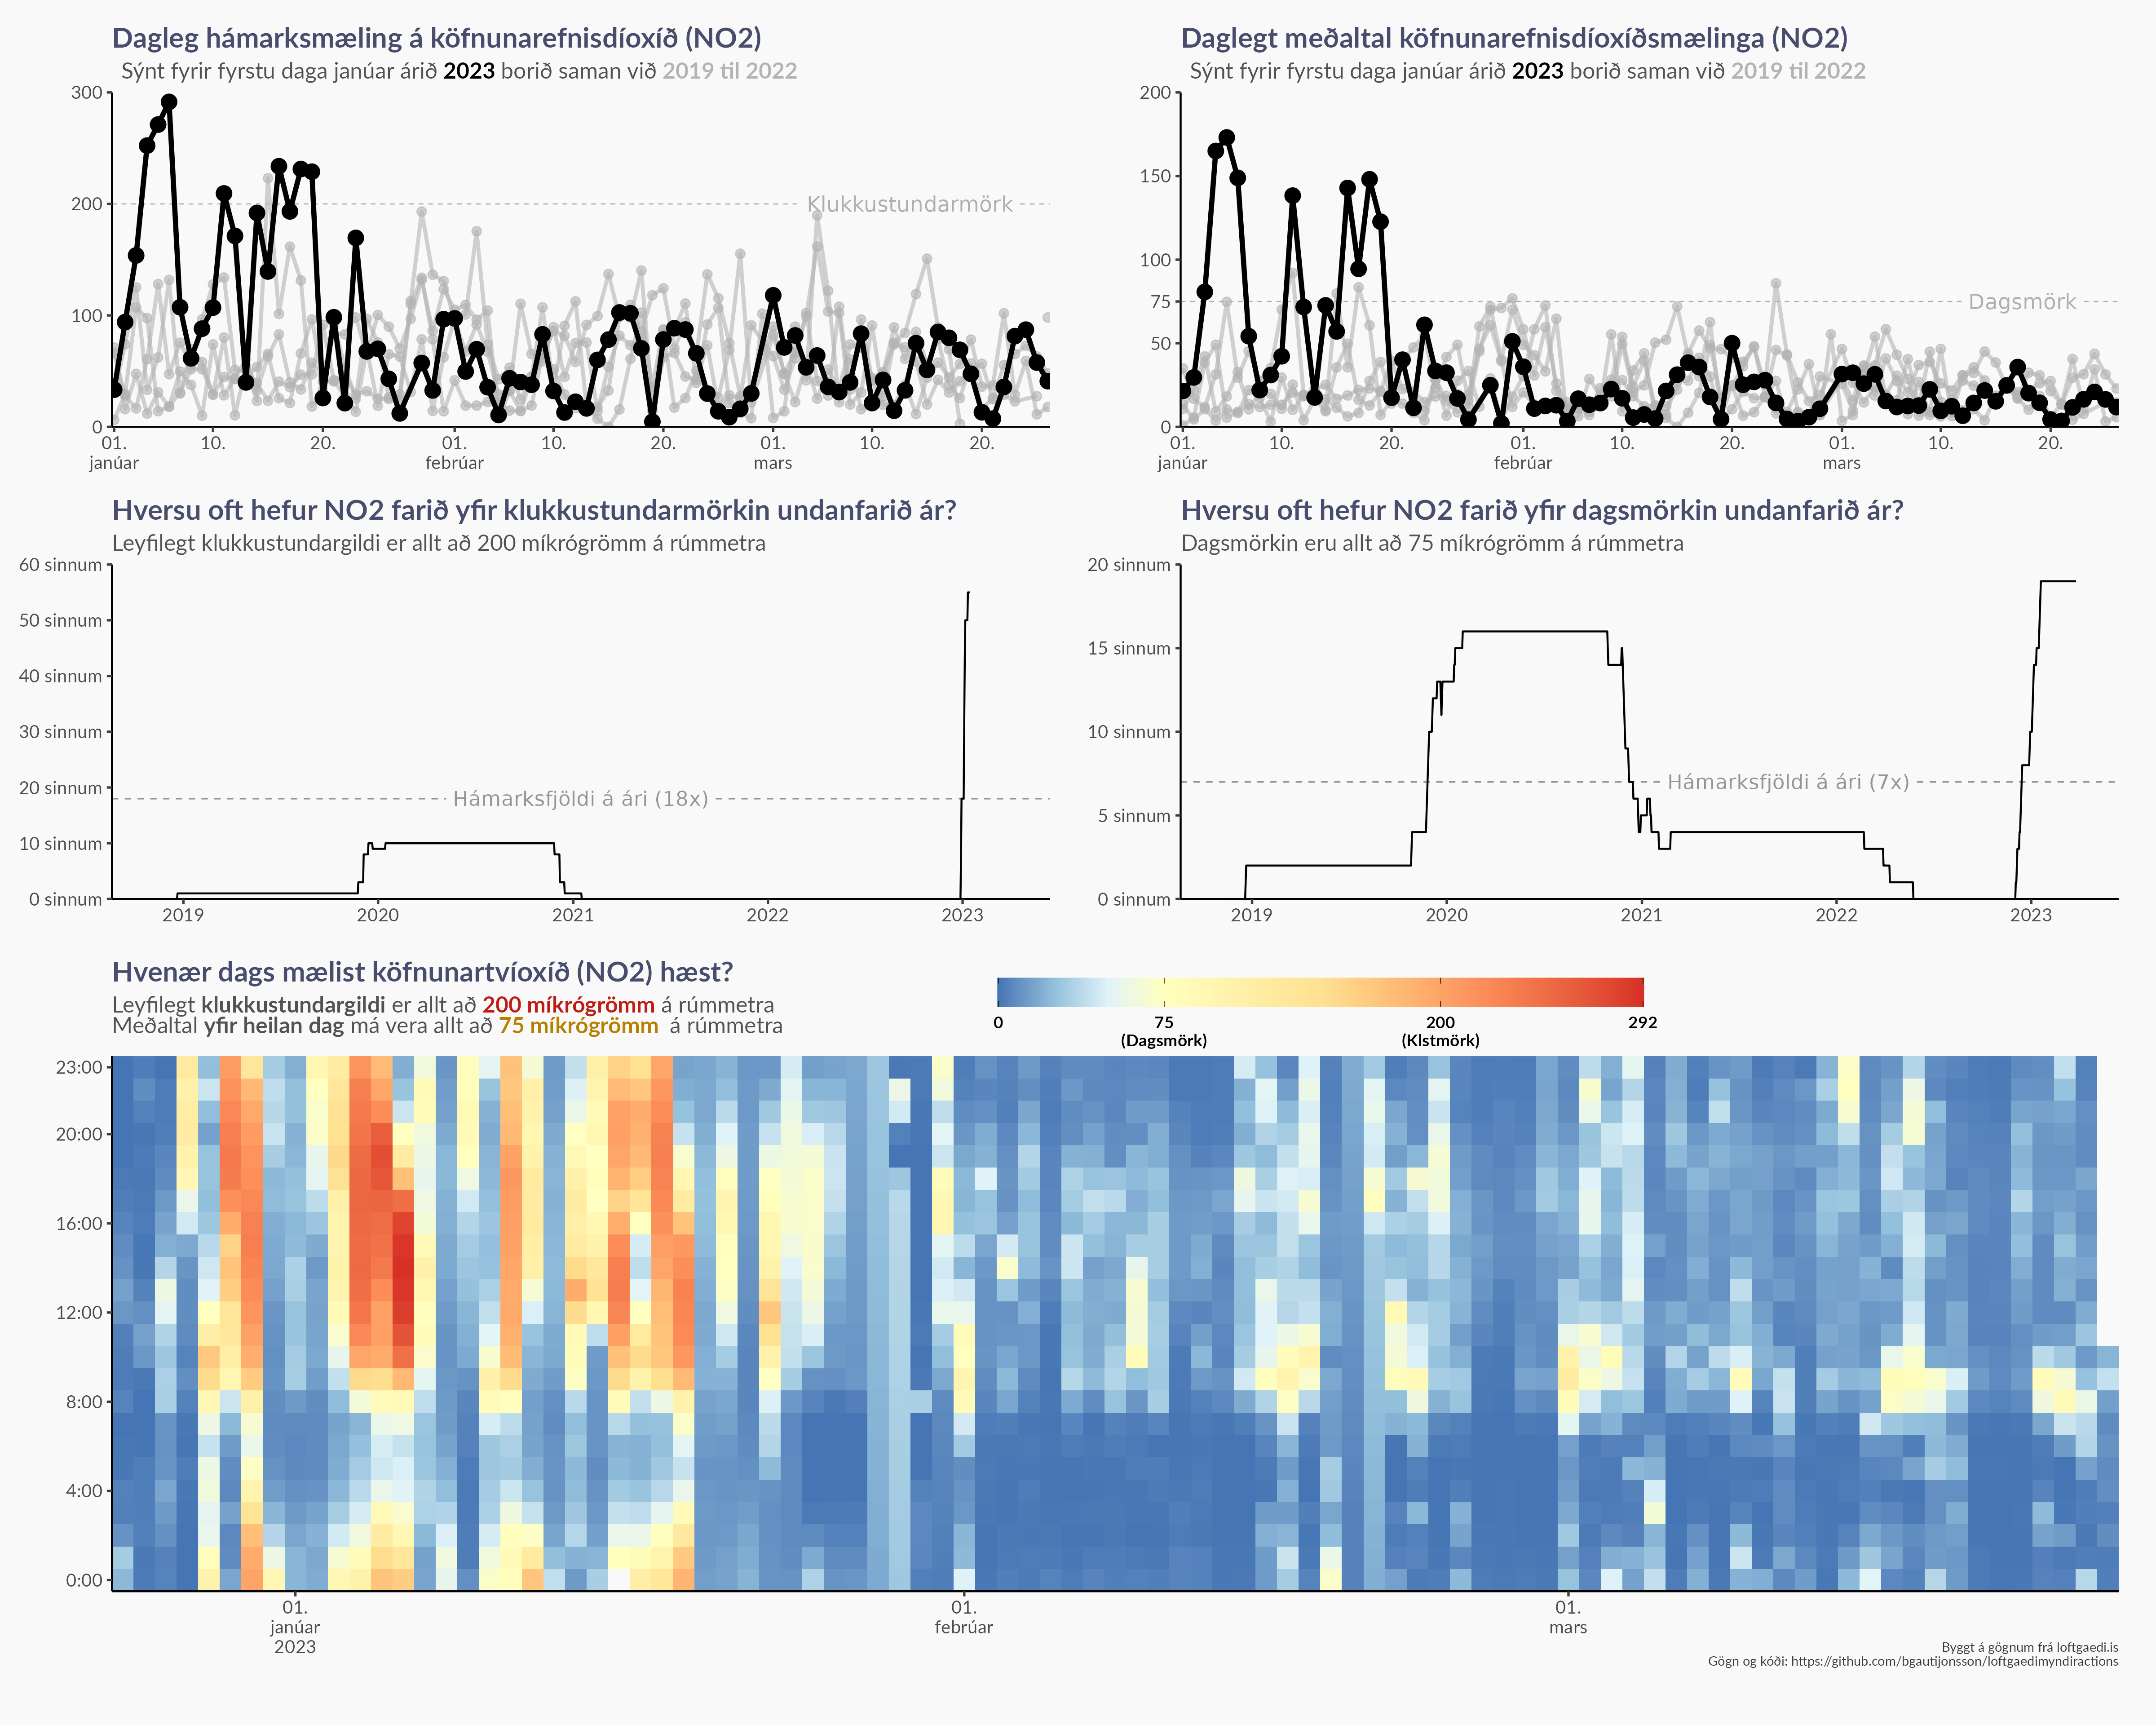 Dagleg hámarksmæling á köfnunarefnisdíoxíð (NO2)
Sýnt fyrir fyrstu daga janúar árið 2023 borið saman við 2019 til 2022
300
200
100
0
Klukkustundarmörk
01. 10. 20. 01. 10. 20. 01. 10. 20.
janúar febrúar mars
Daglegt meðaltal köfnunarefnisdíoxíðsmælinga (NO2)
Sýnt fyrir fyrstu daga janúar árið 2023 borið saman við 2019 til 2022
200
150
100
75
50
0
Dagsmörk
01. 10. 20. 01. 10. 20. 01. 10. 20.
janúar febrúar mars
Hversu oft hefur NO2 farið yfir klukkustundarmörkin undanfarið ár?
Leyfilegt klukkustundargildi er allt að 200 míkrógrömm á rúmmetra
60 sinnum
50 sinnum
40 sinnum
30 sinnum
20 sinnum
10 sinnum
0 sinnum
Hámarksfjöldi á ári (18x)
2019 2020 2021 2022 2023
Hversu oft hefur NO2 farið yfir dagsmörkin undanfarið ár?
Dagsmörkin eru allt að 75 míkrógrömm á rúmmetra
20 sinnum
15 sinnum
10 sinnum
5 sinnum
0 sinnum
Hámarksfjöldi á ári (7x)
2019 2020 2021 2022 2023
Hvenær dags mælist köfnunartvíoxíð (NO2) hæst?
Leyfilegt klukkustundargildi er allt að 200 míkrógrömm á rúmmetra
Meðaltal yfir heilan dag má vera allt að 75 míkrógrömm á rúmmetra
0 75 200 292
(Dagsmörk) (Klstmörk)
23:00
20:00
16:00
12:00
8:00
4:00
0:00
01. 01. 01.
janúar febrúar mars
2023
Byggt á gögnum frá loftgaedi.is
Gögn og kóði: https://github.com/bgautijonsson/loftgaedimyndiractions